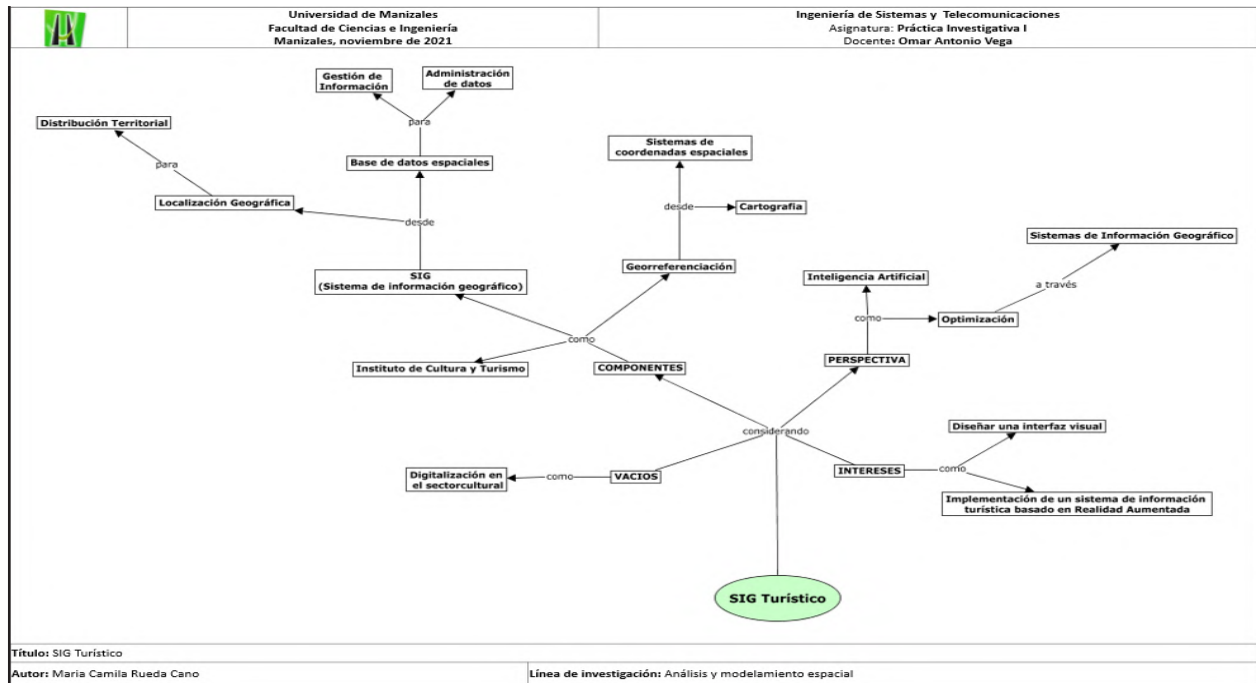 Universidad de Manizales
Facultad de Ciencias e Ingeniería
Manizales, noviembre de 2021
Ingeniería de Sistemas y Telecomunicaciones
Asignatura: Práctica Investigativa I
Docente: Omar Antonio Vega
Gestión de
Información
Administración
de datos
Distribución Territorial
para
para
Base de datos espaciales
Localización Geográfica
desde
SIG
(Sistema de información geográfico)
Sistemas de
coordenadas espaciales
desde
Cartografia
Georreferenciación
Sistemas de Información Geográfico
Inteligencia Artificial
a través
como
Optimización
como
Instituto de Cultura y Turismo
COMPONENTES
PERSPECTIVA
considerando
Diseñar una interfaz visual
Digitalización en
el sectorcultural
como
VACIOS
INTERESES
como
Implementación de un sistema de información
turística basado en Realidad Aumentada
SIG Turístico
Título: SIG Turístico
Autor: Maria Camila Rueda Cano
Línea de investigación: Análisis y modelamiento espacial